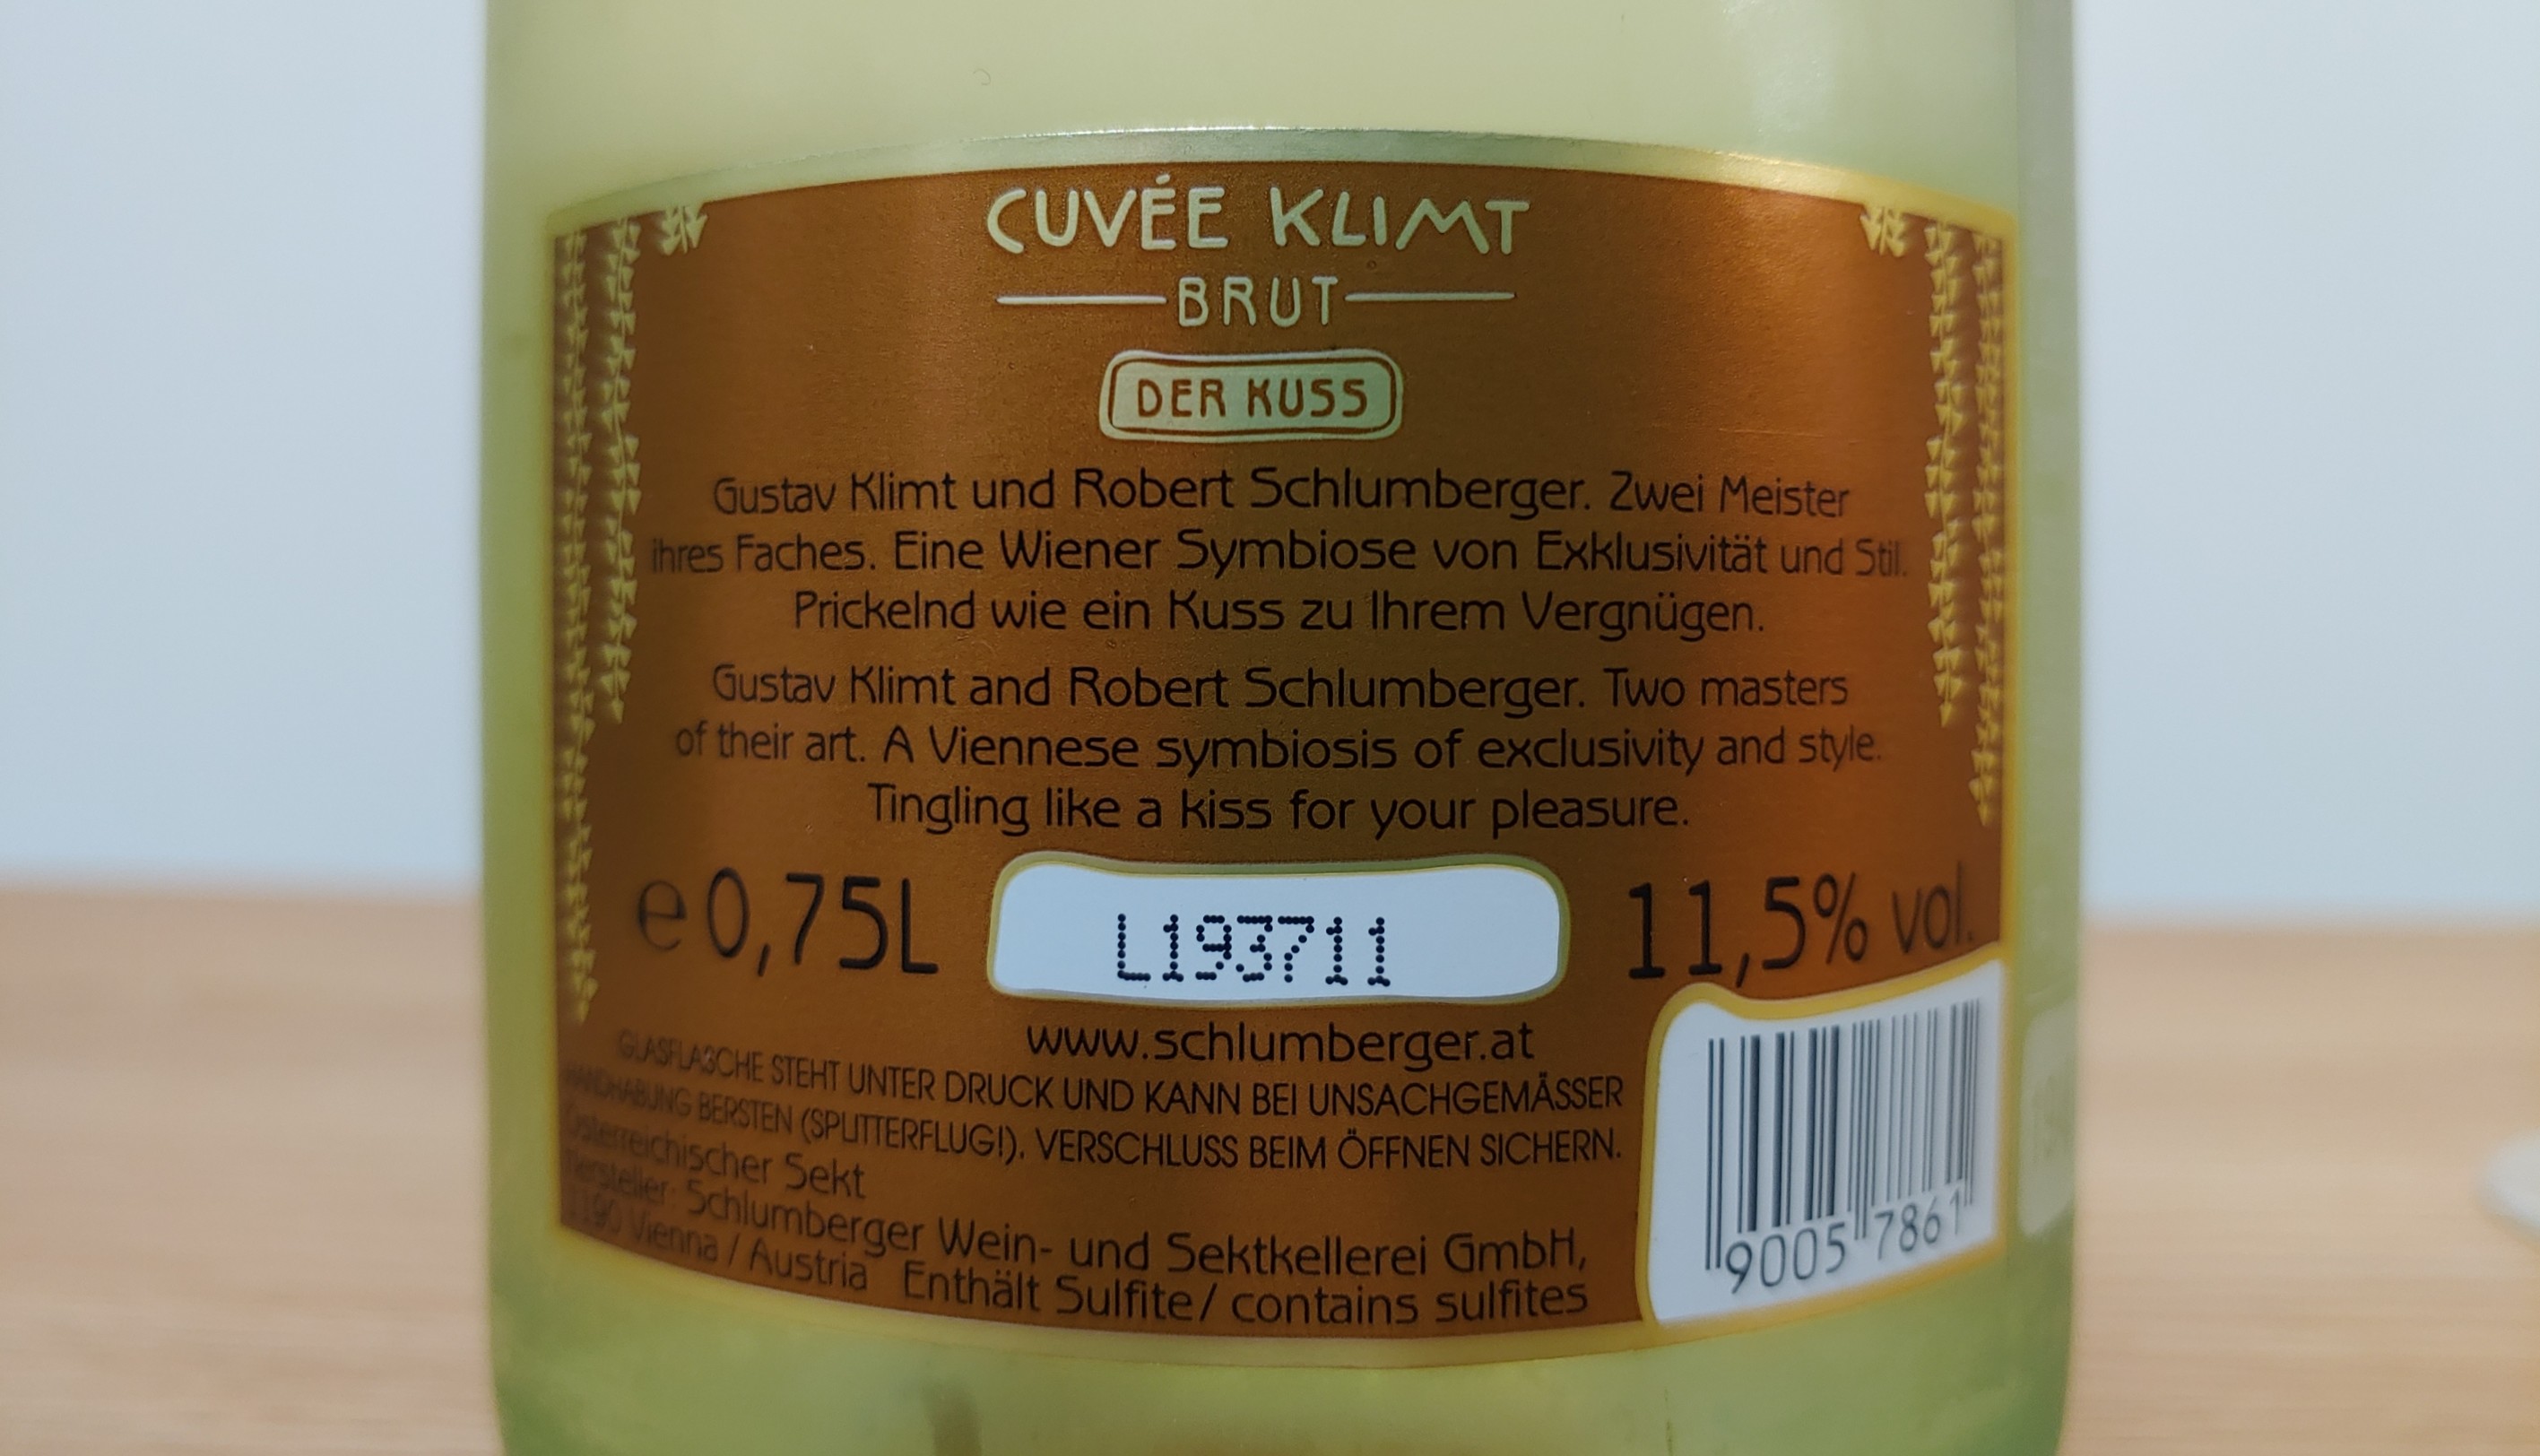 CUVÉE KLIMT
BRUT
DER KUSS
Gustav Klimt und Robert Schlumberger. Zwei Meister
ihres Faches. Eine Wiener Symbiose von Exklusivität und Stil.
Prickelnd wie ein Kuss zu Ihrem Vergnügen.
Gustav Klimt and Robert Schlumberger. Two masters
of their art. A Viennese symbiosis of exclusivity and style.
Tingling like a kiss for your pleasure.
e 0,75L
L193711
11,5% vol.
www.schlumberger.at
GLASFLASCHE STEHT UNTER DRUCK UND KANN BEI UNSACHGEMÄSSER
HANDHABUNG BERSTEN (SPLITTERFLUG!). VERSCHLUSS BEIM ÖFFNEN SICHERN.
Österreichischer Sekt
Hersteller: Schlumberger Wein- und Sektkellerei GmbH,
1190 Vienna / Austria Enthält Sulfite/ contains sulfites
9005 7861